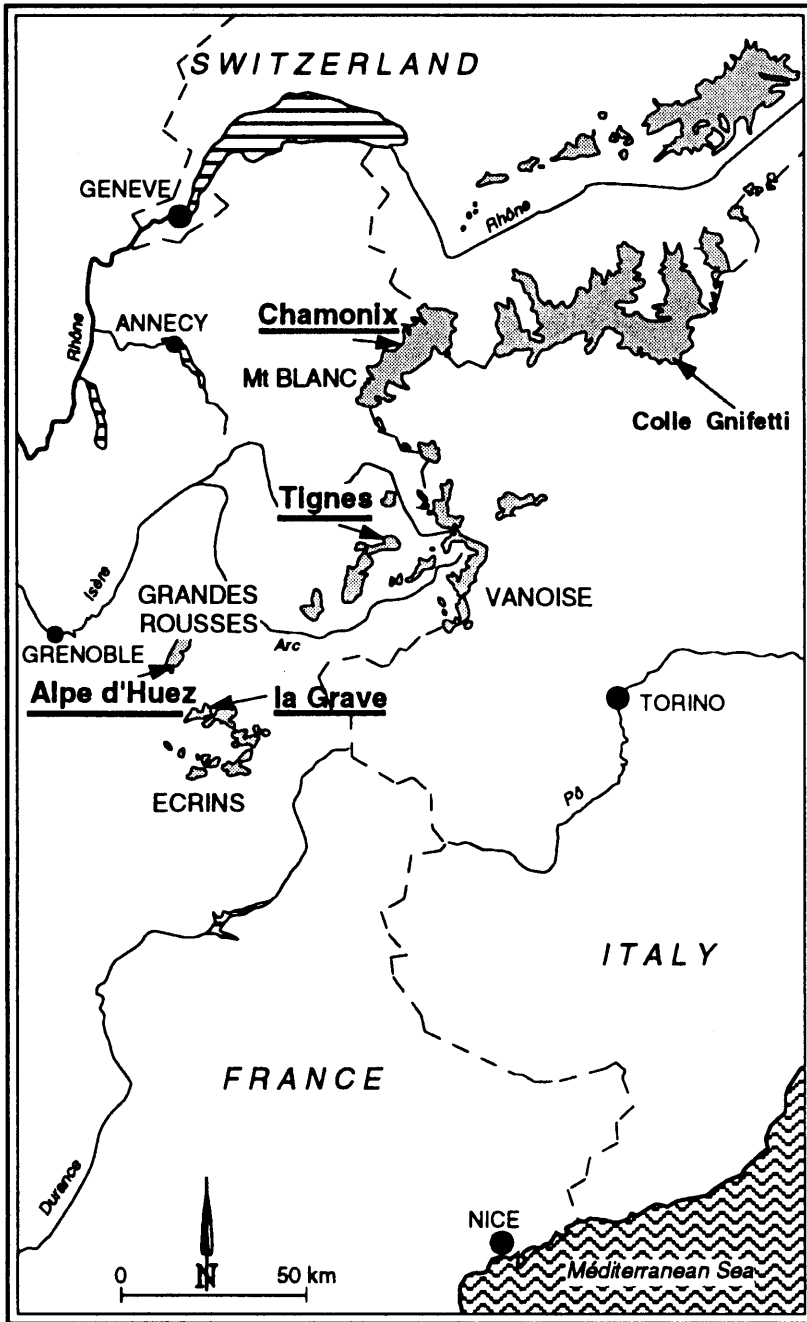 SWITZERLAND
GENEVE
Rhône
Rhône
ANNECY
Chamonix
Mt BLANC
Colle Gnifetti
Tignes
Isère
GRANDES
ROUSSES
VANOISE
Arc
GRENOBLE
Alpe d'Huez
la Grave
TORINO
ECRINS
Pô
ITALY
FRANCE
Durance
NICE
Méditerranean Sea
0
N
50 km